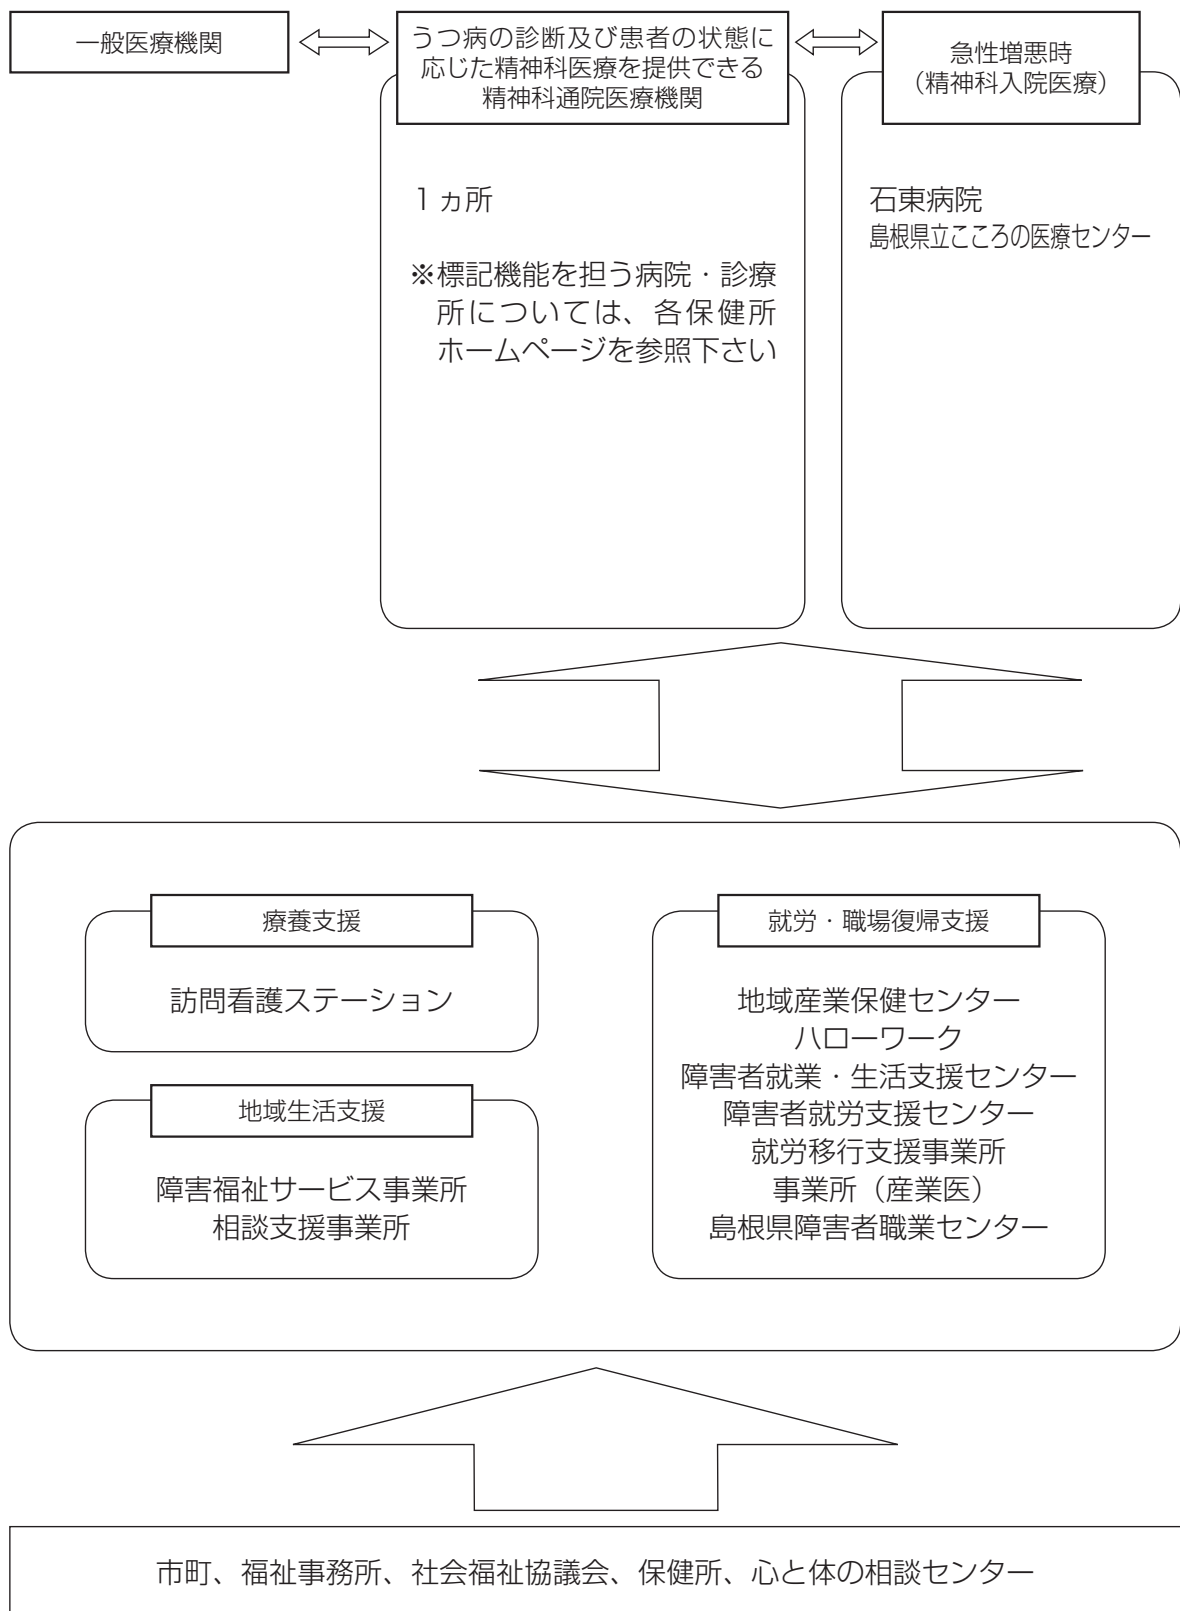 一般医療機関
うつ病の診断及び患者の状態に
応じた精神科医療を提供できる
精神科通院医療機関
急性増悪時
（精神科入院医療）
１ヵ所
※標記機能を担う病院・診療
所については、各保健所
ホームページを参照下さい
石東病院
島根県立こころの医療センター
療養支援
訪問看護ステーション
地域生活支援
障害福祉サービス事業所
相談支援事業所
就労・職場復帰支援
地域産業保健センター
ハローワーク
障害者就業・生活支援センター
障害者就労支援センター
就労移行支援事業所
事業所（産業医）
島根県障害者職業センター
市町、福祉事務所、社会福祉協議会、保健所、心と体の相談センター